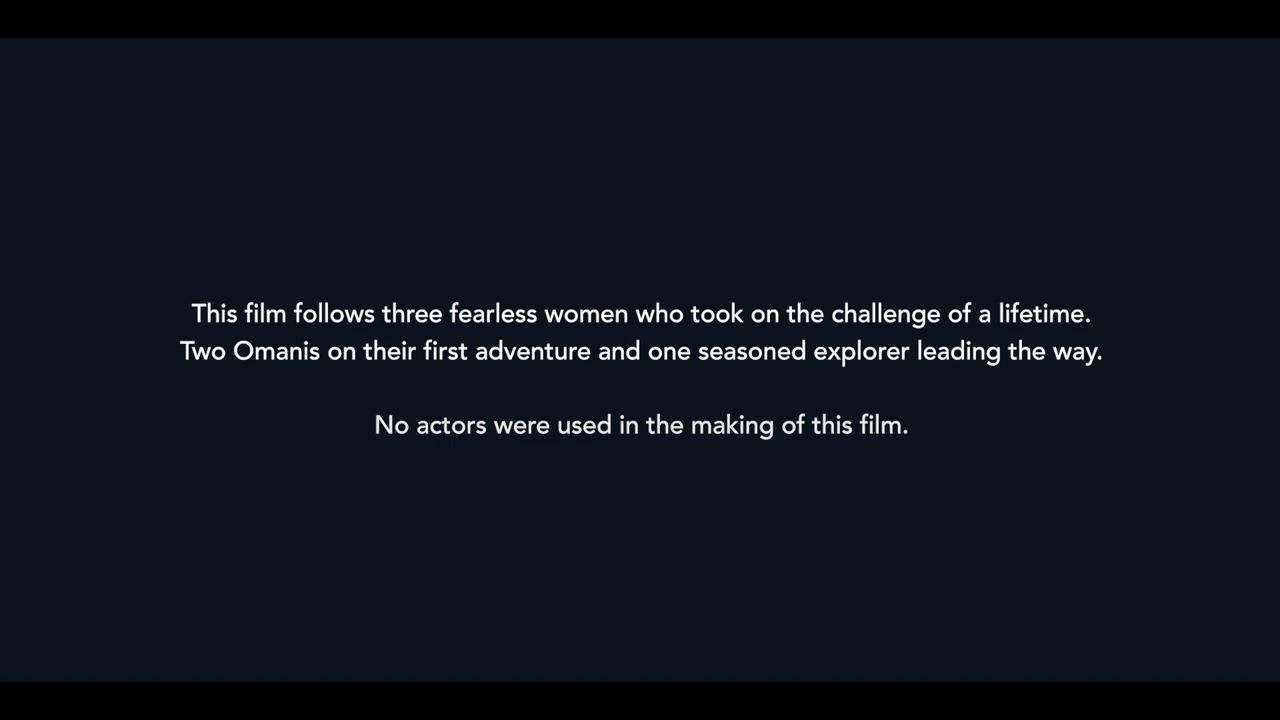 This film follows three fearless women who took on the challenge of a lifetime.
Two Omanis on their first adventure and one seasoned explorer leading the way.
No actors were used in the making of this film.